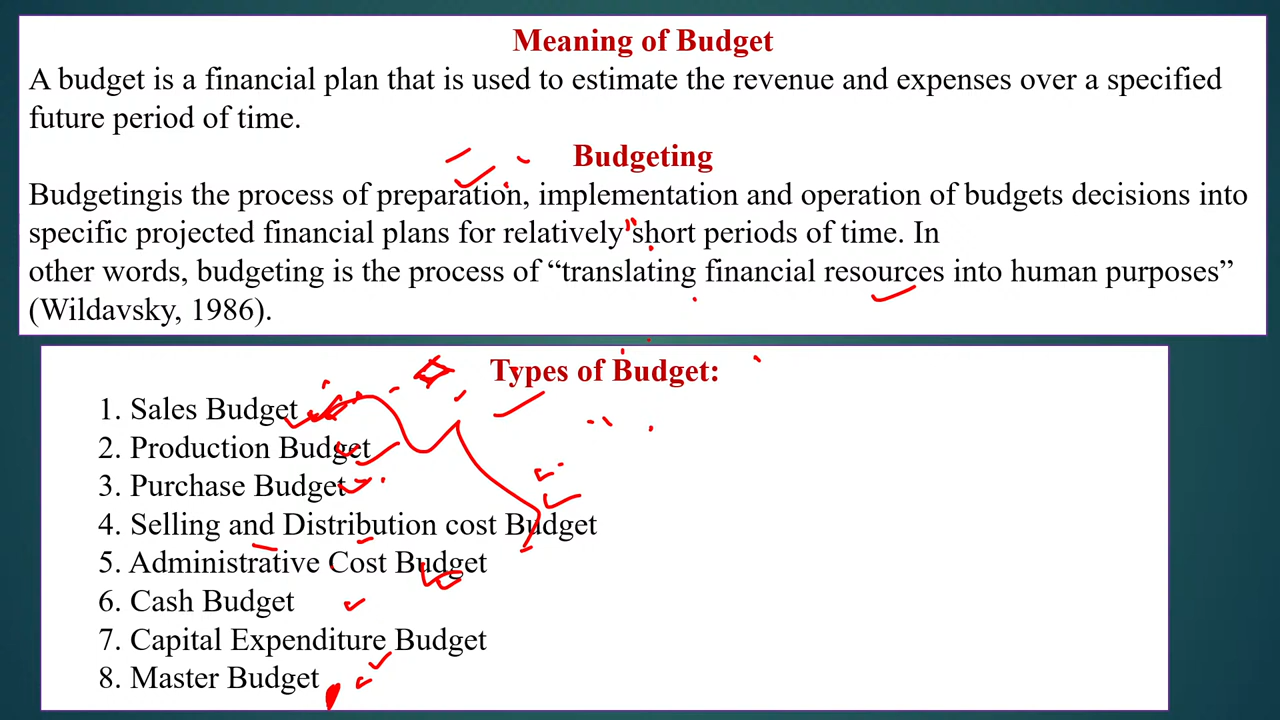 Meaning of Budget
A budget is a financial plan that is used to estimate the revenue and expenses over a specified
future period of time.
Budgeting
Budgetingis the process of preparation, implementation and operation of budgets decisions into
specific projected financial plans for relatively short periods of time. In
other words, budgeting is the process of “translating financial resources into human purposes”
(Wildavsky, 1986).
Types of Budget:
1. Sales Budget
2. Production Budget
3. Purchase Budget
4. Selling and Distribution cost Budget
5. Administrative Cost Budget
6. Cash Budget
7. Capital Expenditure Budget
8. Master Budget